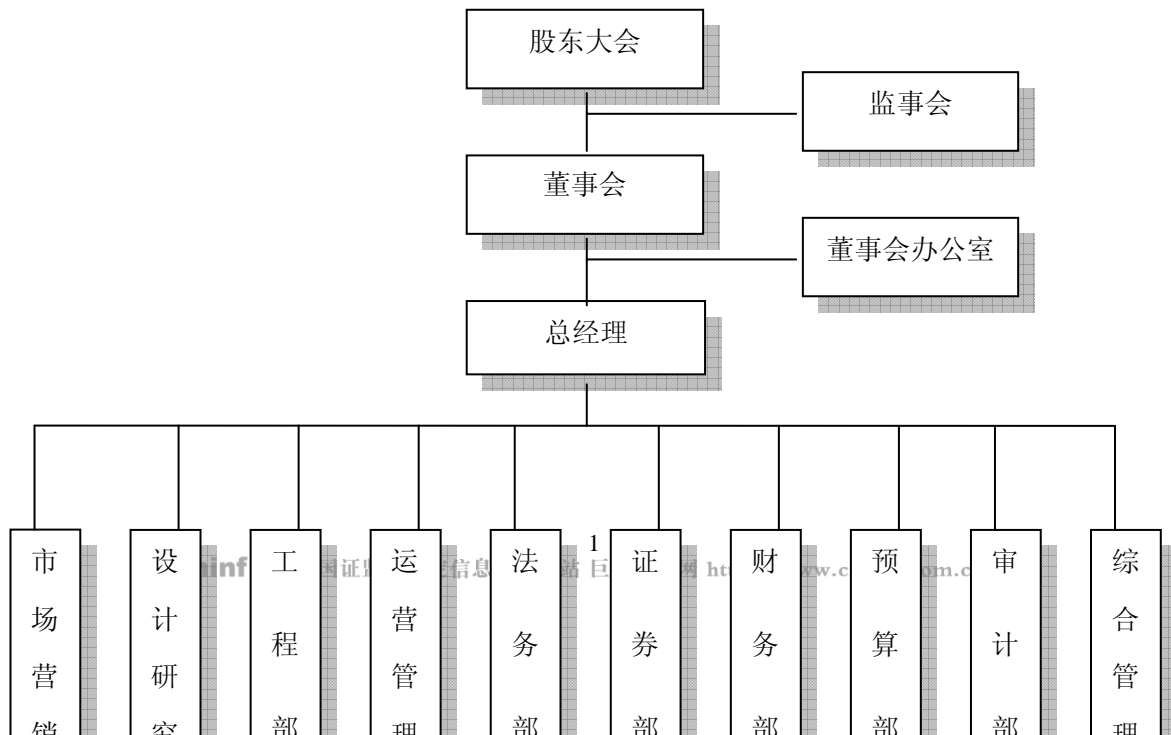 股东大会
监事会
董事会
董事会办公室
总经理
1
市场营销
设计研究
工程部
运营管理
法务部
证券部
财务部
预算部
审计部
综合管理